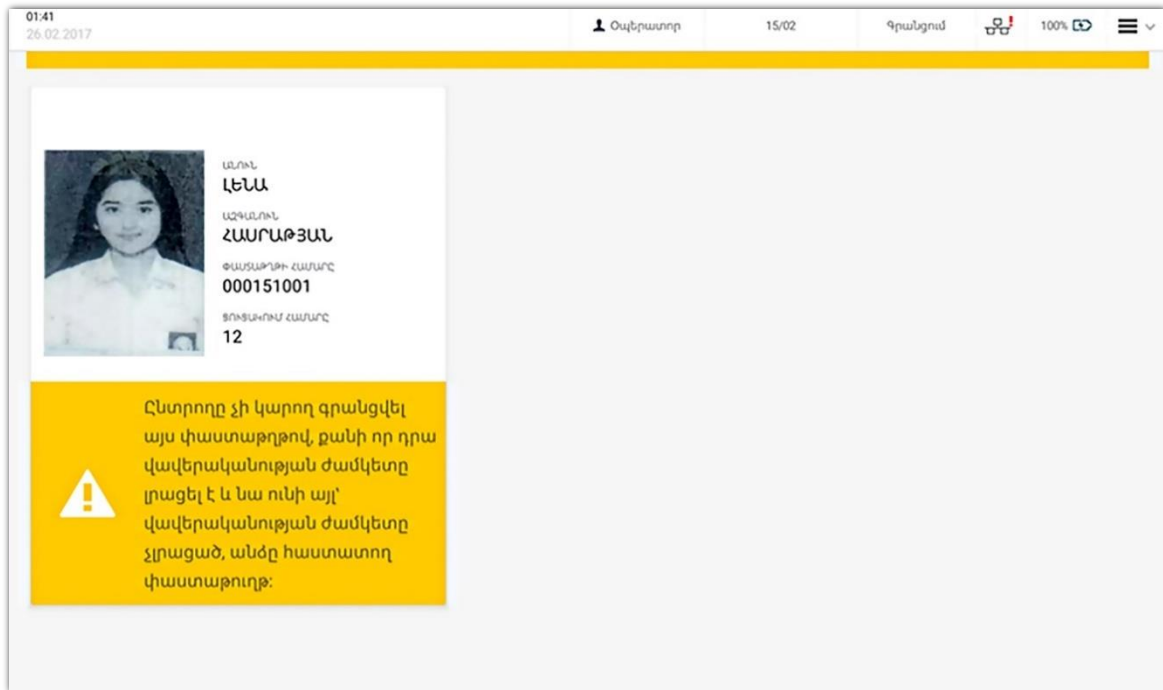 01:41
26.02.2017
Օպերատոր
15/02
Գրանցում
100%
ԱՆՈՒՆ
ԼԵՆԱ
ԱԶԳԱՆՈՒՆ
ՀԱՍՐԱԹՅԱՆ
ՓԱՍՏԱԹՂԹԻ ՀԱՄԱՐԸ
000151001
ՑՈՒՑԱԿՈՒՄ ՀԱՄԱՐԸ
12
Ընտրողը չի կարող գրանցվել
այս փաստաթղթով, քանի որ դրա
վավերականության ժամկետը
լրացել է և նա ունի այլ՝
վավերականության ժամկետը
չլրացած, անձը հաստատող
փաստաթուղթ: